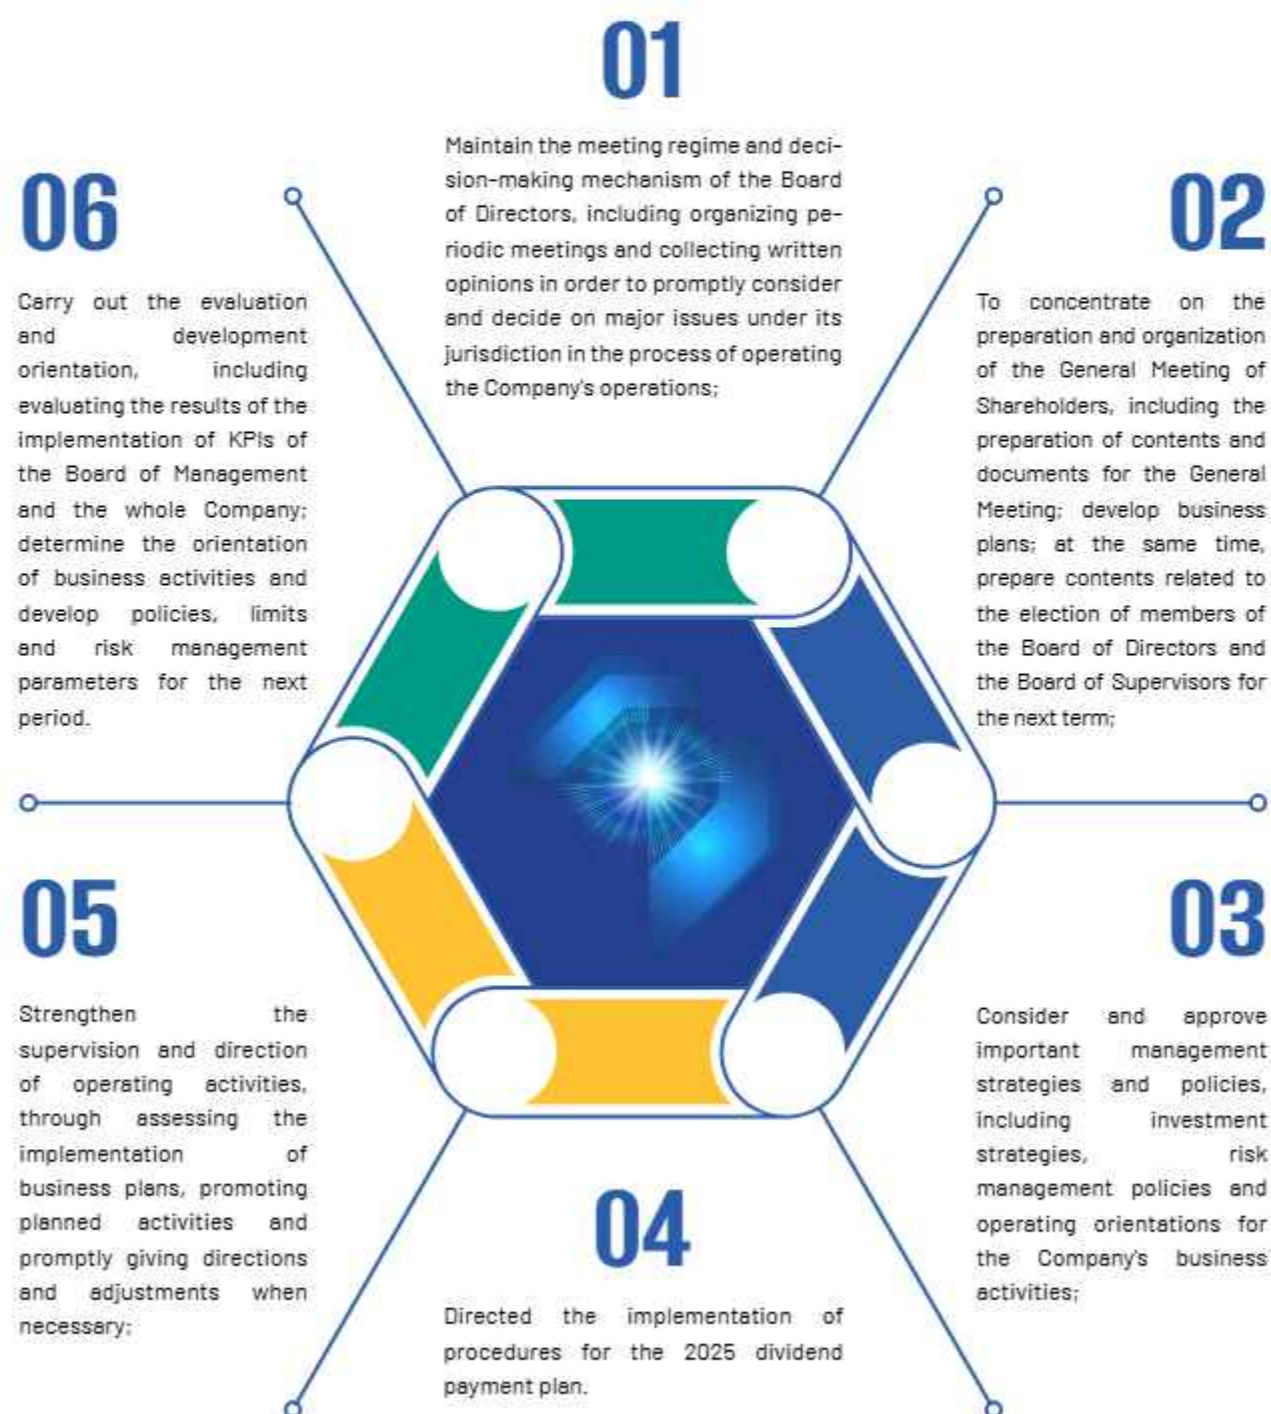 01
Maintain the meeting regime and deci-
sion-making mechanism of the Board
of Directors, including organizing pe-
riodic meetings and collecting written
opinions in order to promptly consider
and decide on major issues under its
jurisdiction in the process of operating
the Company's operations;
02
To concentrate on the
preparation and organization
of the General Meeting of
Shareholders, including the
preparation of contents and
documents for the General
Meeting; develop business
plans; at the same time,
prepare contents related to
the election of members of
the Board of Directors and
the Board of Supervisors for
the next term;
03
Consider and approve
important management
strategies and policies,
including investment
strategies, risk
management policies and
operating orientations for
the Company's business
activities;
04
Directed the implementation of
procedures for the 2025 dividend
payment plan.
05
Strengthen the
supervision and direction
of operating activities,
through assessing the
implementation of
business plans, promoting
planned activities and
promptly giving directions
and adjustments when
necessary;
06
Carry out the evaluation
and development
orientation, including
evaluating the results of the
implementation of KPIs of
the Board of Management
and the whole Company;
determine the orientation
of business activities and
develop policies, limits
and risk management
parameters for the next
period.